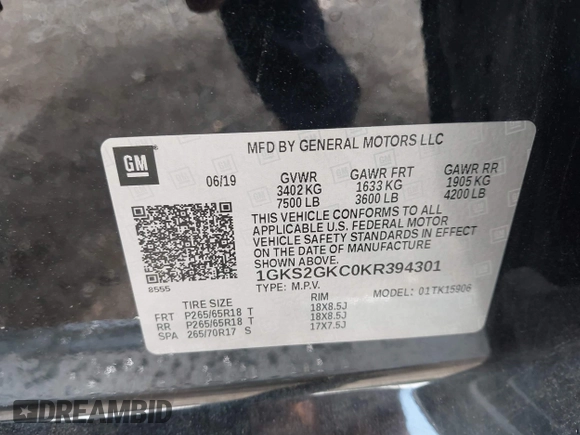 GM
MFD BY GENERAL MOTORS LLC
06/19 GVWR GAWR FRT GAWR RR
3402 KG 1633 KG 1905 KG
7500 LB 3600 LB 4200 LB
THIS VEHICLE CONFORMS TO ALL
APPLICABLE U.S. FEDERAL MOTOR
VEHICLE SAFETY STANDARDS IN EFFECT
ON THE DATE OF MANUFACTURE
SHOWN ABOVE.
1GKS2GKC0KR394301
8555
TYPE: M.P.V. MODEL: 01TK15906
TIRE SIZE RIM
FRT P265/65R18 T 18X8.5J
RR P265/65R18 T 18X8.5J
SPA 265/70R17 S 17X7.5J
DREAMBID